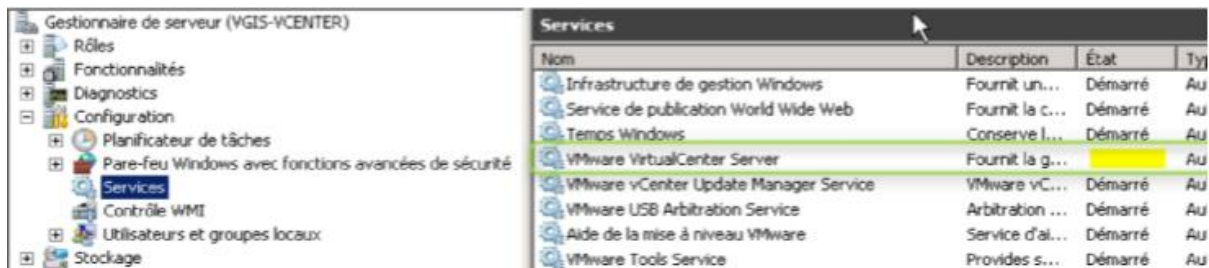 Gestionnaire de serveur (VGIS-VCENTER)
Rôles
Fonctionnalités
Diagnostics
Configuration
Planificateur de tâches
Pare-feu Windows avec fonctions avancées de sécurité
Services
Contrôle WMI
Utilisateurs et groupes locaux
Stockage
Services
Nom Description État Ty
Infrastructure de gestion Windows Fournit un... Démarré Au
Service de publication World Wide Web Fournit la c... Démarré Au
Temps Windows Conserve l... Démarré Au
VMware VirtualCenter Server Fournit la g... Au
VMware vCenter Update Manager Service VMware vC... Démarré Au
VMware USB Arbitration Service Arbitration ... Démarré Au
Aide de la mise à niveau VMware Service d'ai... Démarré Au
VMware Tools Service Provides s... Démarré Au